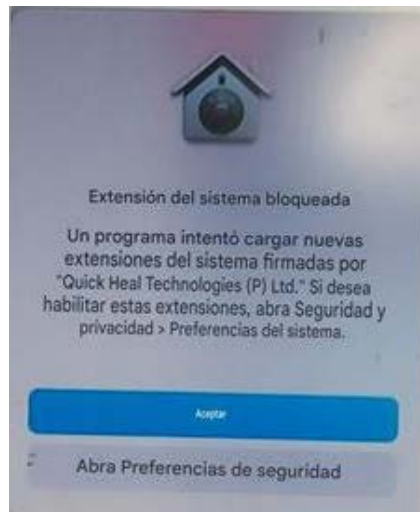 Extensión del sistema bloqueada
Un programa intentó cargar nuevas
extensiones del sistema firmadas por
"Quick Heal Technologies (P) Ltd." Si desea
habilitar estas extensiones, abra Seguridad y
privacidad > Preferencias del sistema.
Aceptar
Abra Preferencias de seguridad